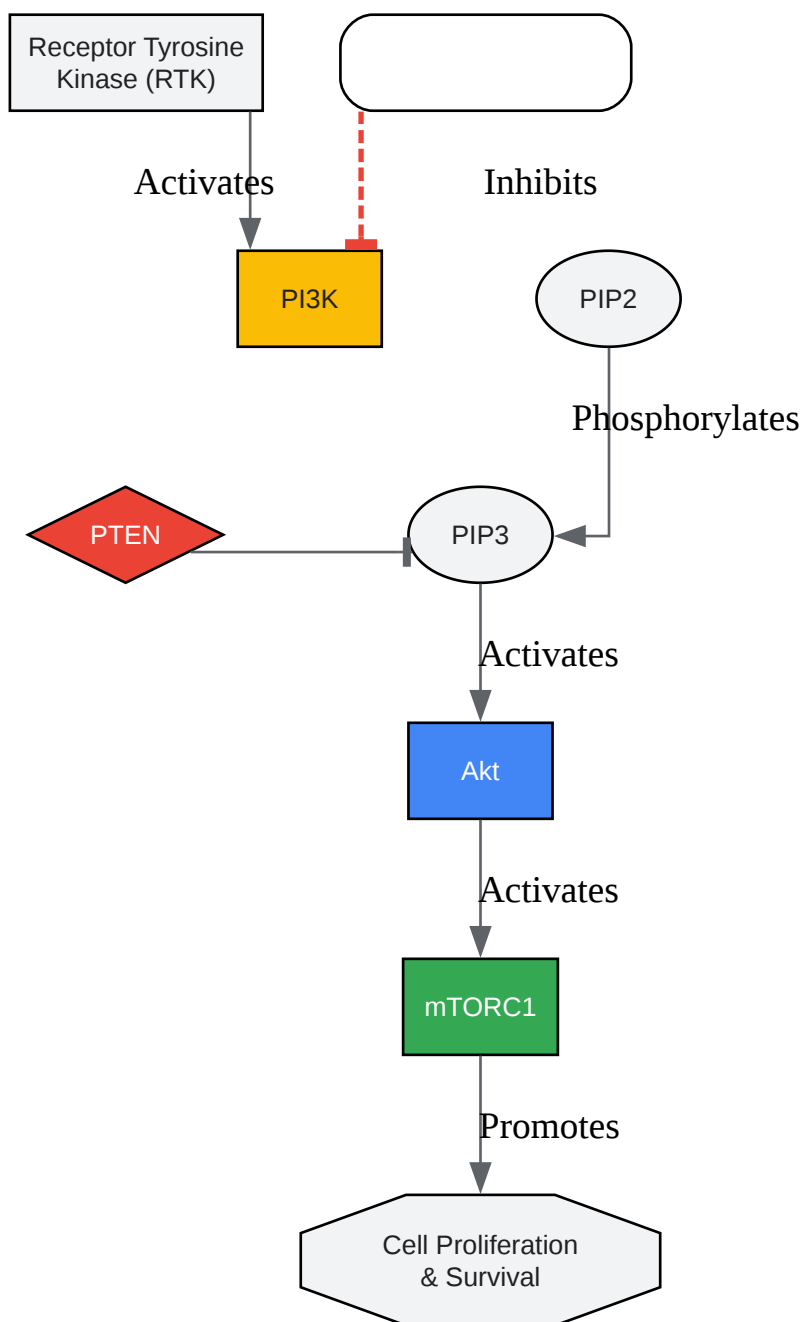 Receptor Tyrosine
Kinase (RTK)
Activates
Inhibits
PI3K
PIP2
Phosphorylates
PTEN
PIP3
Activates
Akt
Activates
mTORC1
Promotes
Cell Proliferation
& Survival